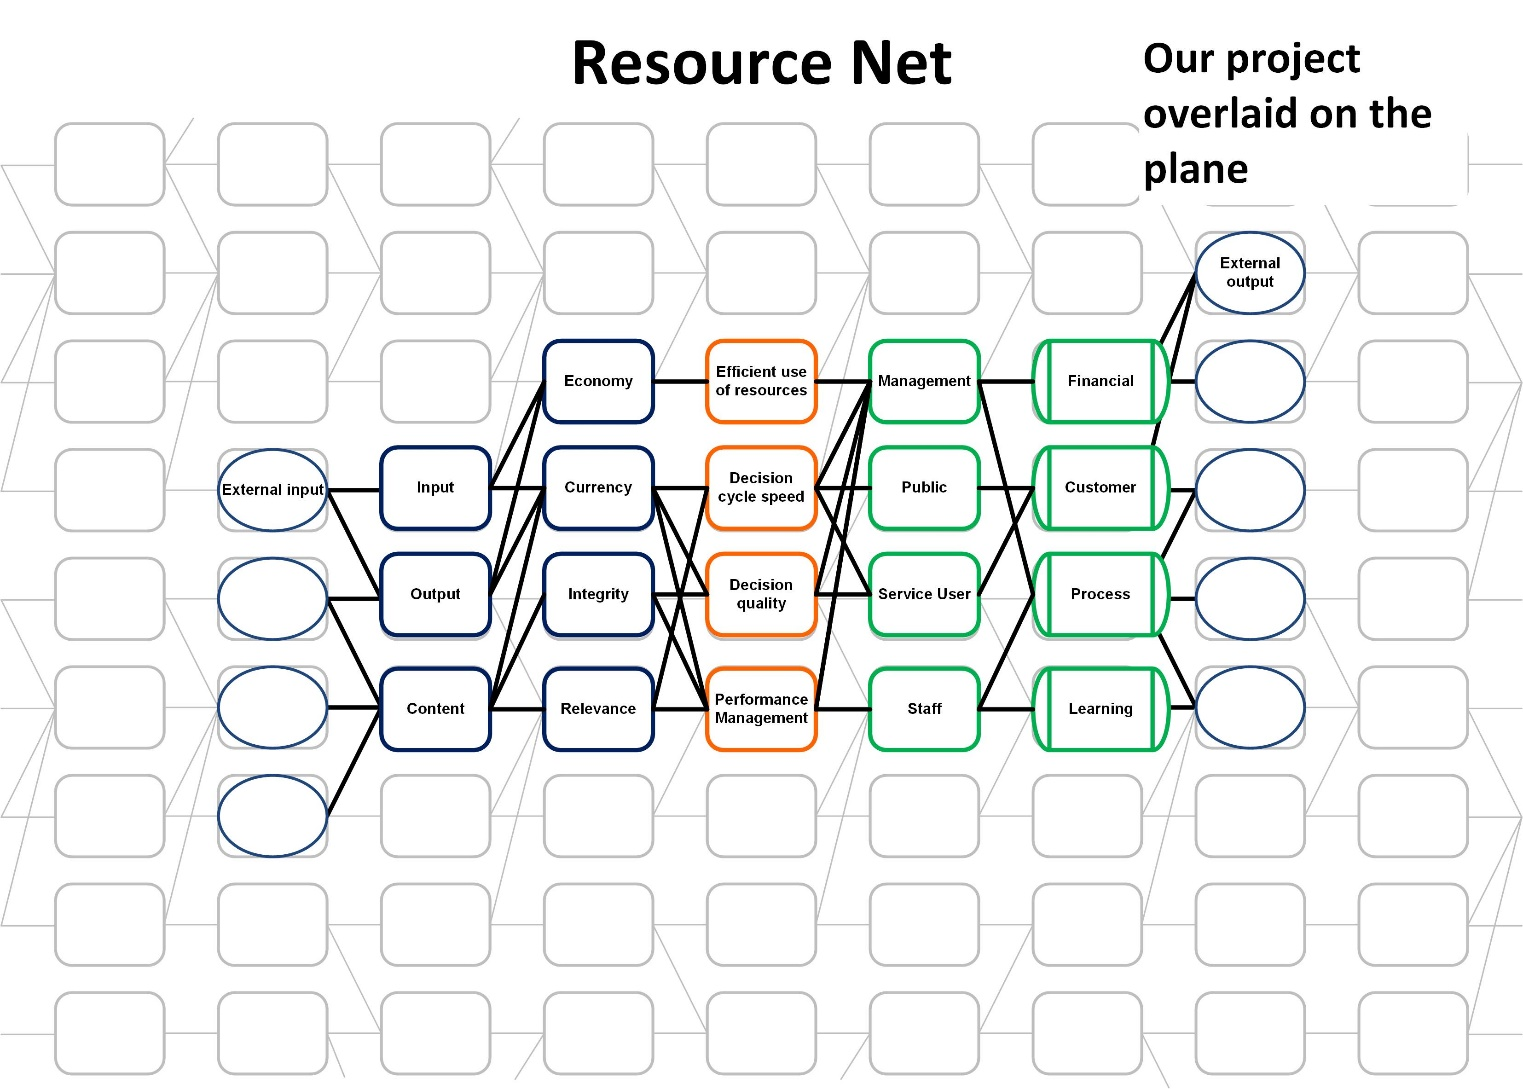 Resource Net
Our project
overlaid on the
plane
External
output
Economy
Efficient use
of resources
Management
Financial
External input
Input
Currency
Decision
cycle speed
Public
Customer
Output
Integrity
Decision
quality
Service User
Process
Content
Relevance
Performance
Management
Staff
Learning